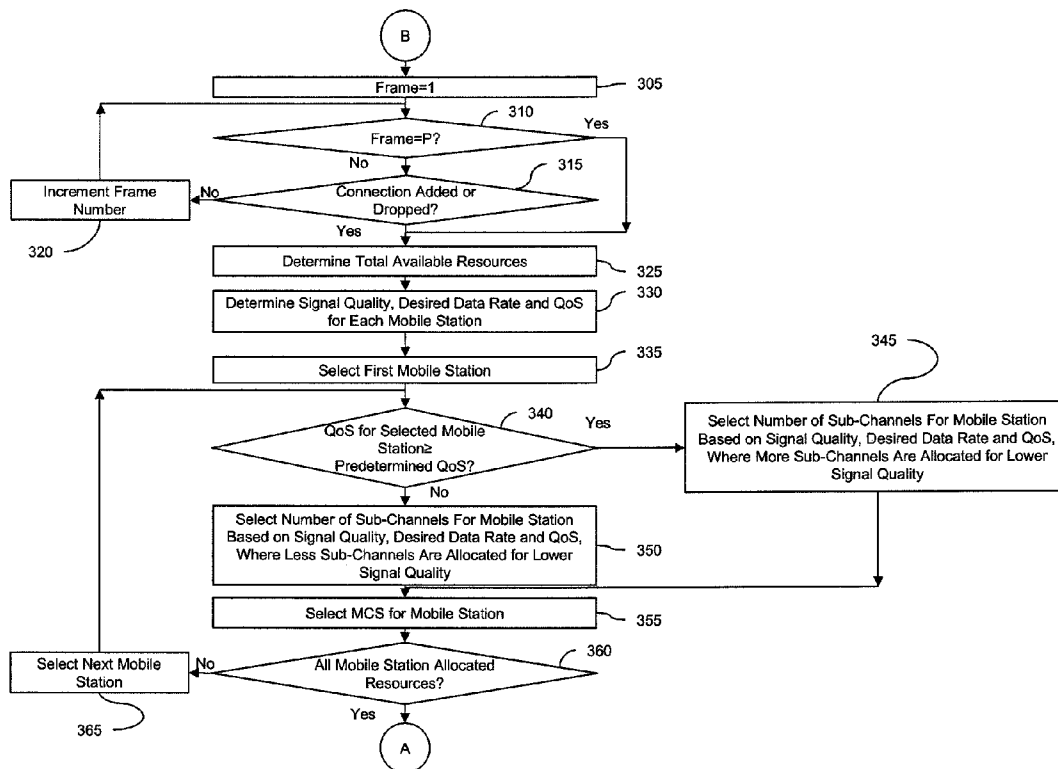 B
Frame=1
305
310
Frame=P?
Yes
No
315
Connection Added or
Dropped?
No
Increment Frame
Number
320
Yes
Determine Total Available Resources
325
Determine Signal Quality, Desired Data Rate and QoS
for Each Mobile Station
330
Select First Mobile Station
335
340
QoS for Selected Mobile
Station≥
Predetermined QoS?
Yes
No
345
Select Number of Sub-Channels For Mobile Station
Based on Signal Quality, Desired Data Rate and QoS,
Where More Sub-Channels Are Allocated for Lower
Signal Quality
Select Number of Sub-Channels For Mobile Station
Based on Signal Quality, Desired Data Rate and QoS,
Where Less Sub-Channels Are Allocated for Lower
Signal Quality
350
Select MCS for Mobile Station
355
360
All Mobile Station Allocated
Resources?
No
Select Next Mobile
Station
365
Yes
A